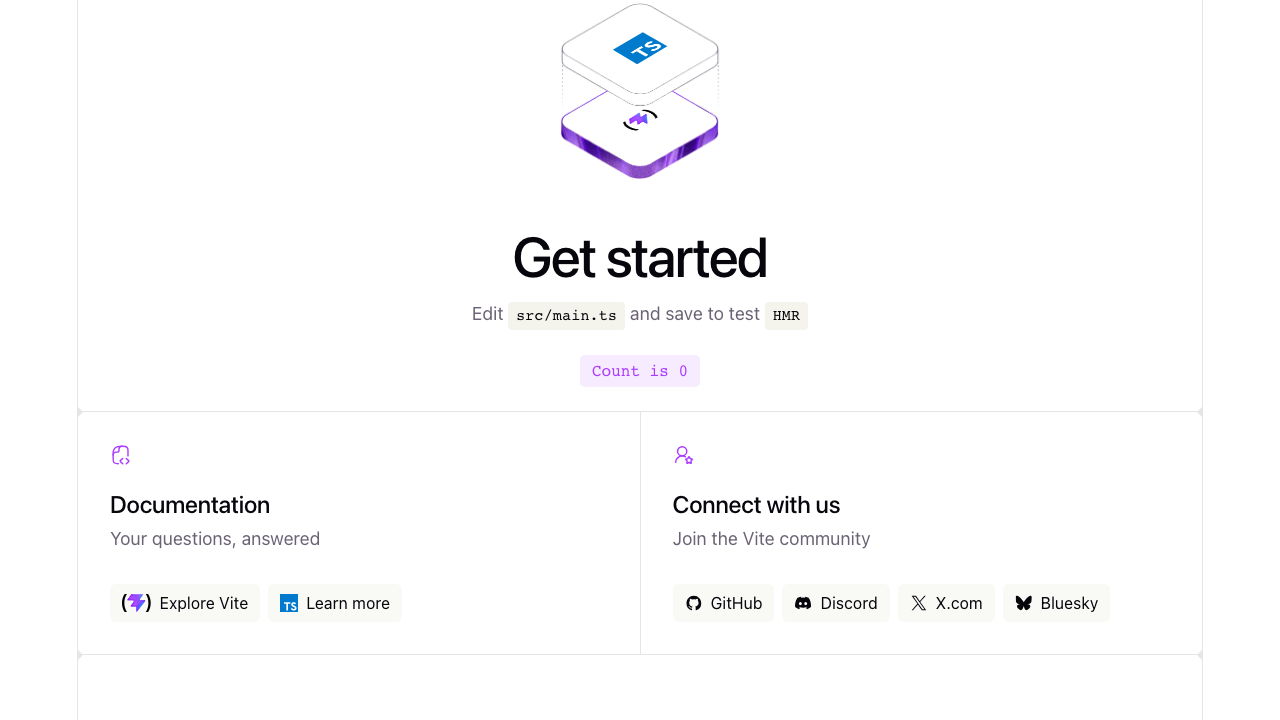 TS
Get started
Edit src/main.ts and save to test HMR
Count is 0
Documentation
Your questions, answered
Explore Vite
TS Learn more
Connect with us
Join the Vite community
GitHub
Discord
X.com
Bluesky